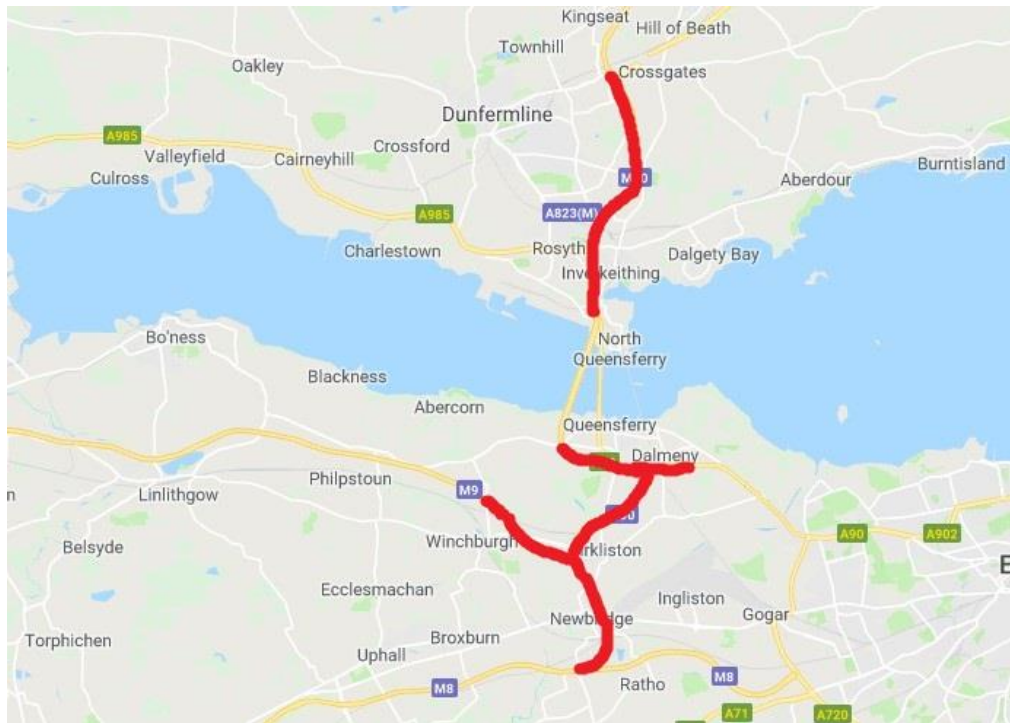 Kingseat
Hill of Beath
Townhill
Oakley
Crossgates
Dunfermline
A985
Valleyfield
Crossford
Cairneyhill
Culross
Burntisland
Aberdour
A823(M)
A985
Charlestown
Rosyth
Dalgety Bay
North
Queensferry
Bo'ness
Blackness
Abercorn
Queensferry
Dalmeny
Philpstoun
M9
Linlithgow
n
Belsyde
Winchburgh
A90
A902
E
Ecclesmachan
Ingliston
Gogar
Torphichen
Broxburn
Uphall
M8
Ratho
M8
A71
A720